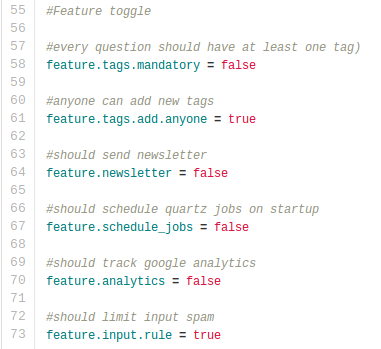 55 #Feature toggle
56
57 #every question should have at least one tag)
58 feature.tags.mandatory = false
59
60 #anyone can add new tags
61 feature.tags.add.anyone = true
62
63 #should send newsletter
64 feature.newsletter = false
65
66 #should schedule quartz jobs on startup
67 feature.schedule_jobs = false
68
69 #should track google analytics
70 feature.analytics = false
71
72 #should limit input spam
73 feature.input.rule = true